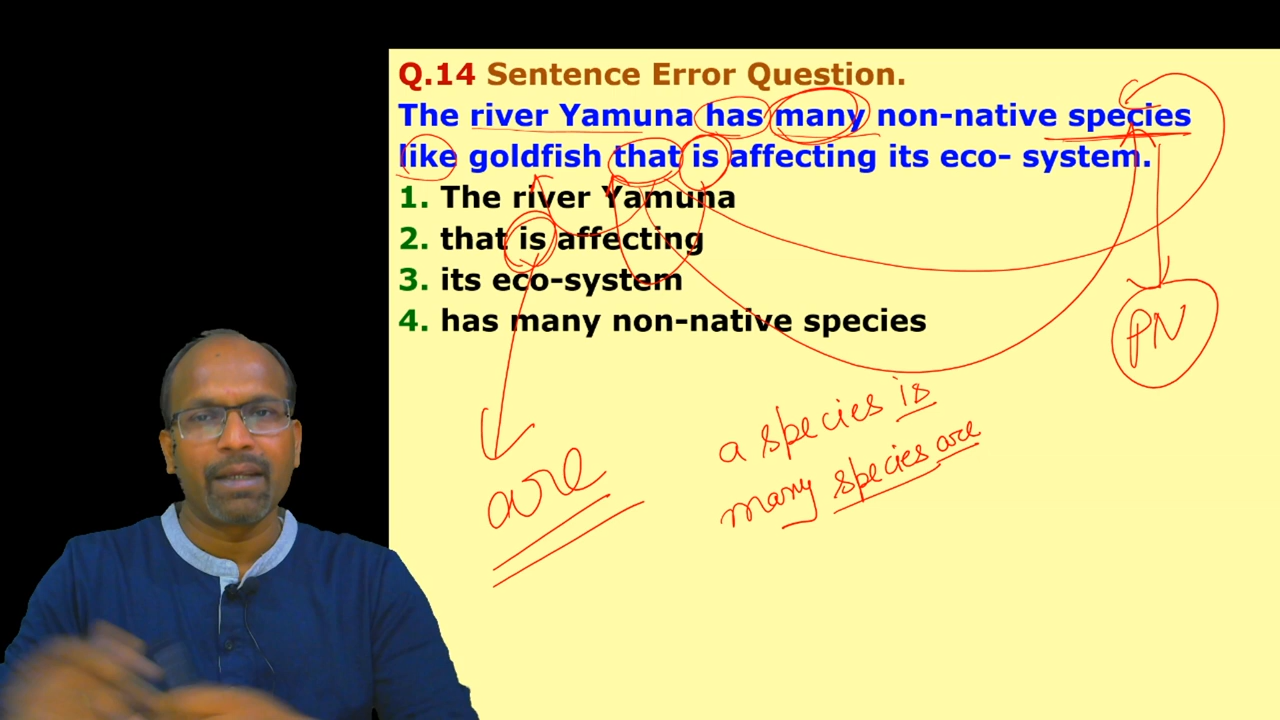 Q.14 Sentence Error Question.
The river Yamuna has many non-native species
like goldfish that is affecting its eco- system.
1. The river Yamuna
2. that is affecting
3. its eco-system
4. has many non-native species
PN
a species is
many species are
are